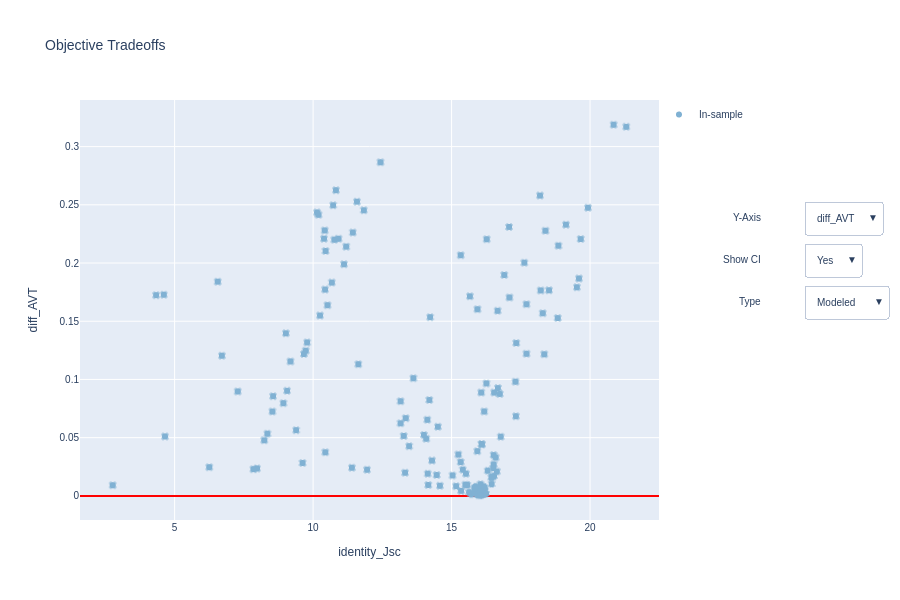 Objective Tradeoffs
In-sample
Y-Axis
diff_AVT ▼
Show CI
Yes ▼
Type
Modeled ▼
diff_AVT
0.3
0.25
0.2
0.15
0.1
0.05
0
5 10 15 20
identity_Jsc